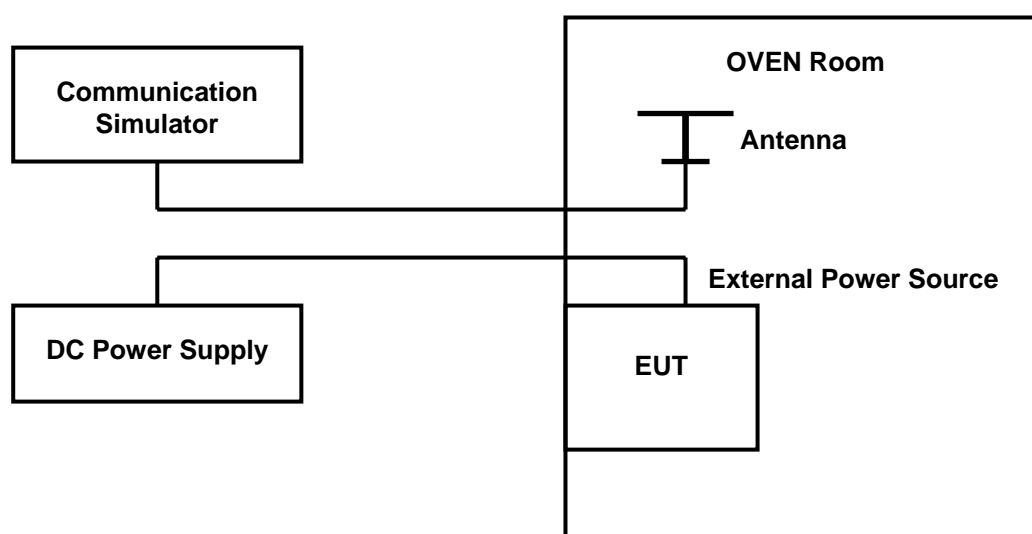 Communication
Simulator
OVEN Room
Antenna
External Power Source
DC Power Supply
EUT